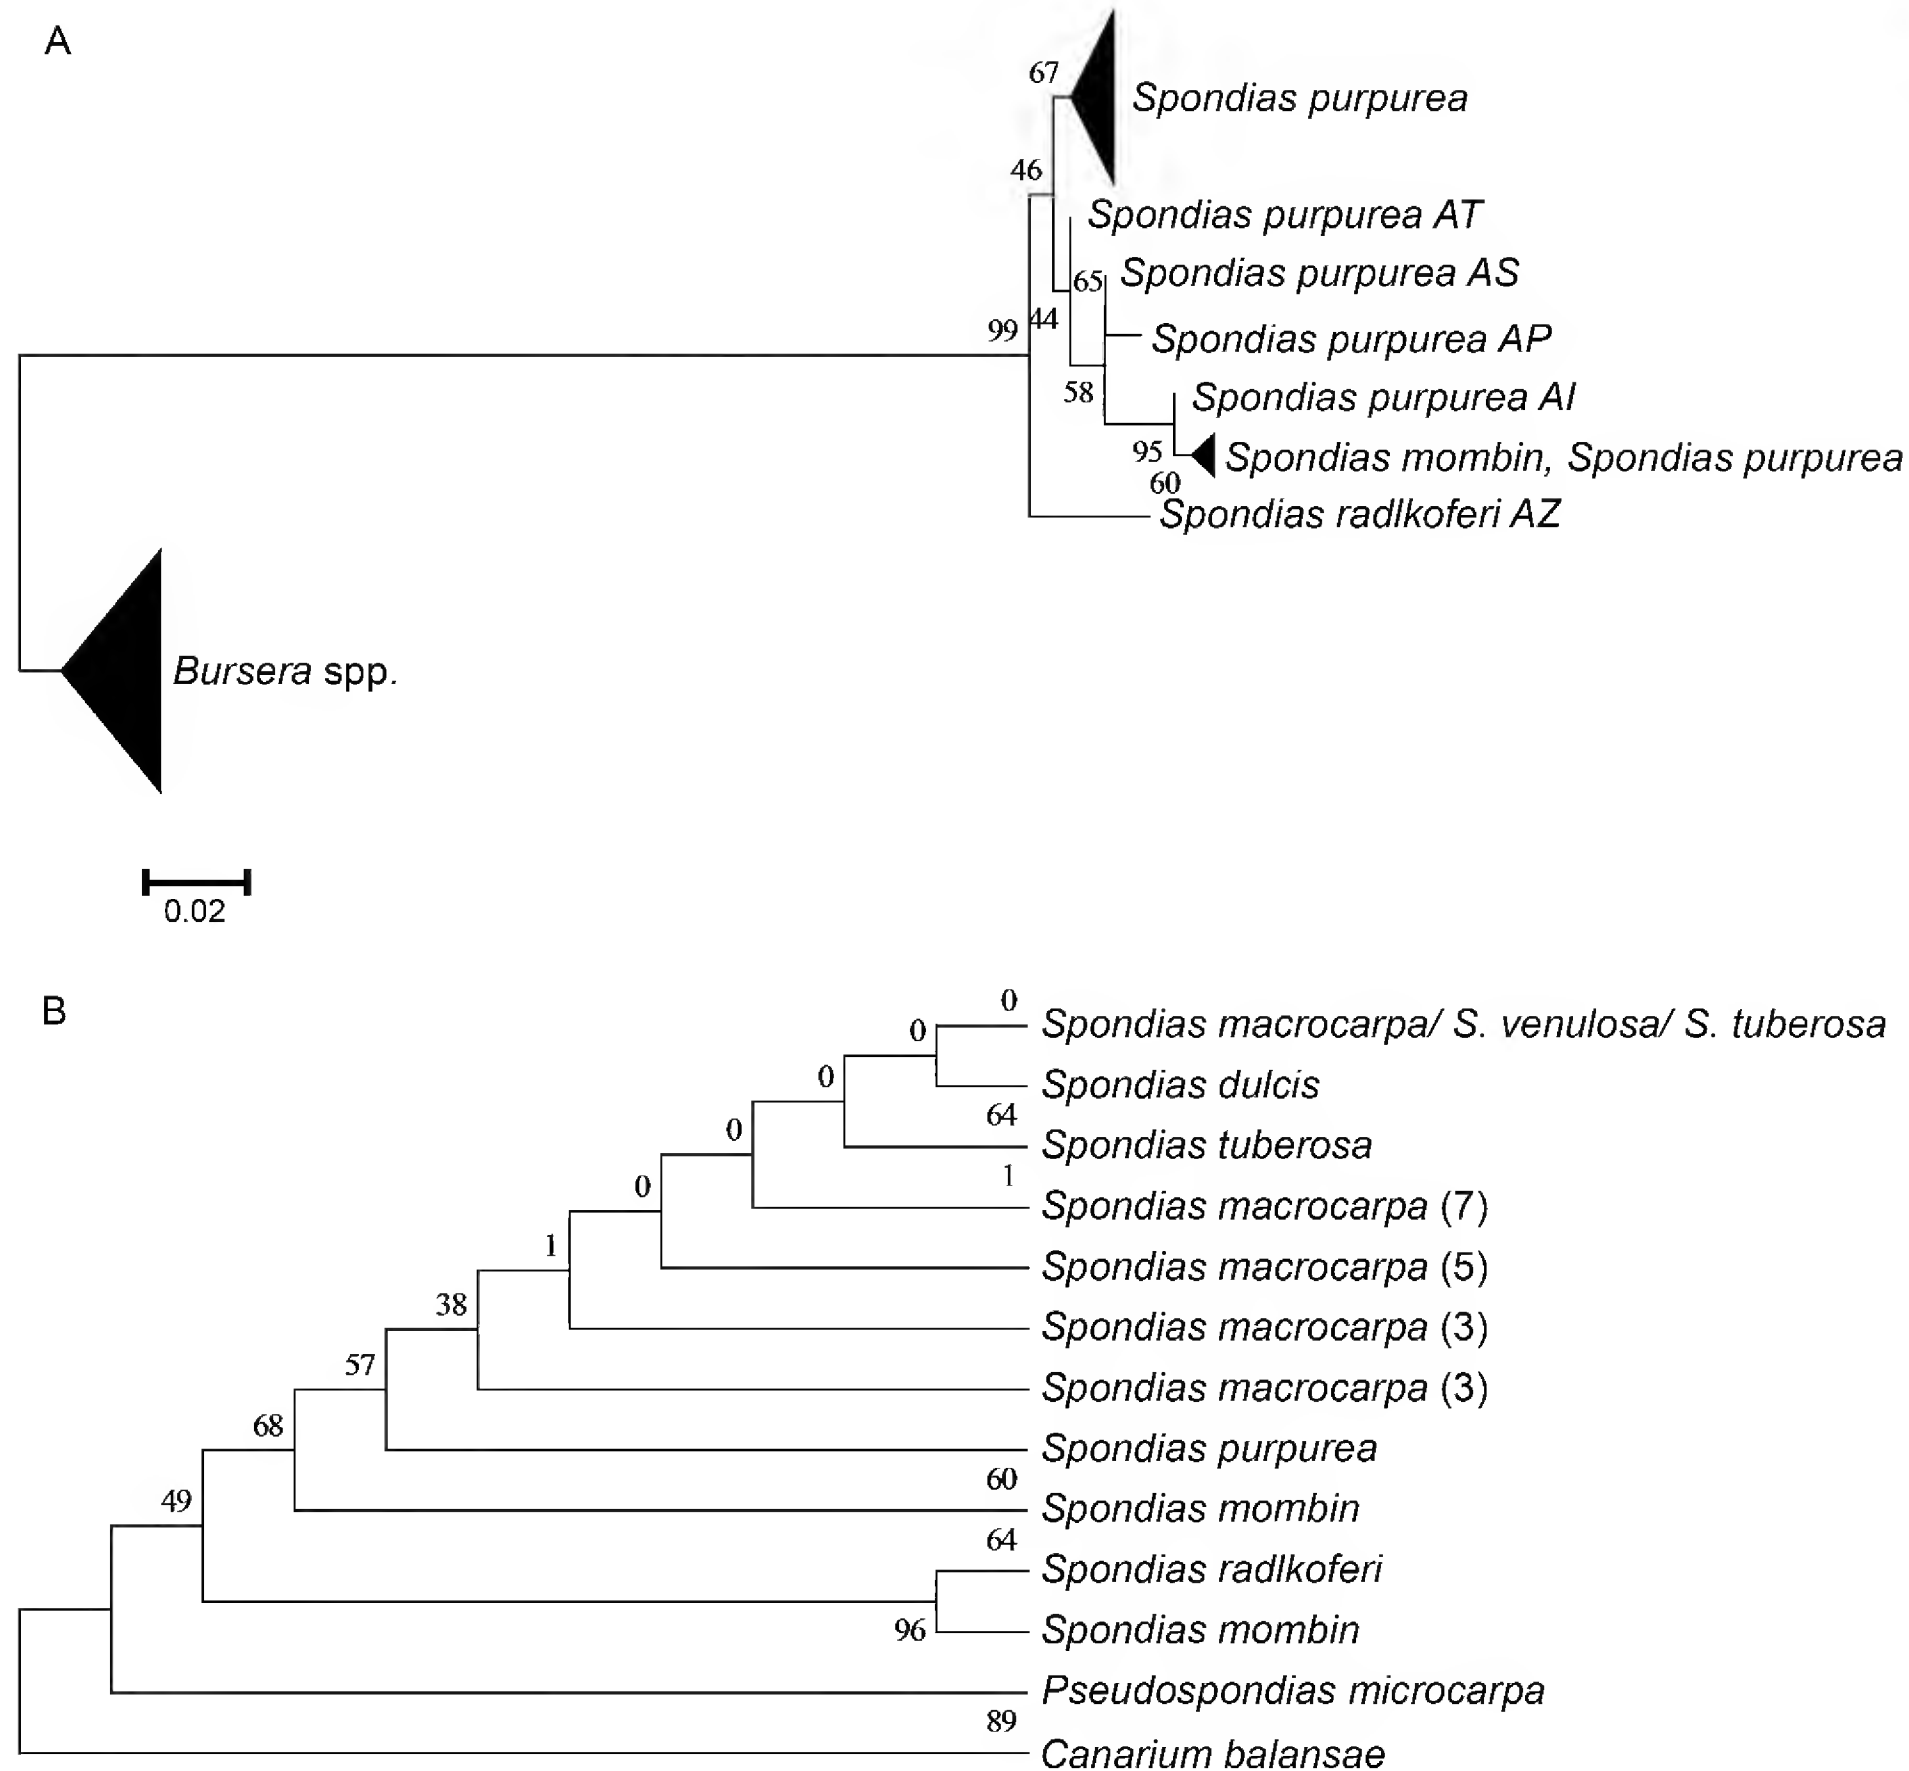 A
67
Spondias purpurea
46
Spondias purpurea AT
65 Spondias purpurea AS
99 44
Spondias purpurea AP
58
Spondias purpurea AI
95 Spondias mombin, Spondias purpurea
60
Spondias radlkoferi AZ
Bursera spp.
0.02
B
0
Spondias macrocarpa/ S. venulosa/ S. tuberosa
0
0
Spondias dulcis
64
0
Spondias tuberosa
1
0
Spondias macrocarpa (7)
1
Spondias macrocarpa (5)
38
Spondias macrocarpa (3)
57
Spondias macrocarpa (3)
68
Spondias purpurea
60
49
Spondias mombin
64
Spondias radlkoferi
96 Spondias mombin
Pseudospondias microcarpa
89
Canarium balansae